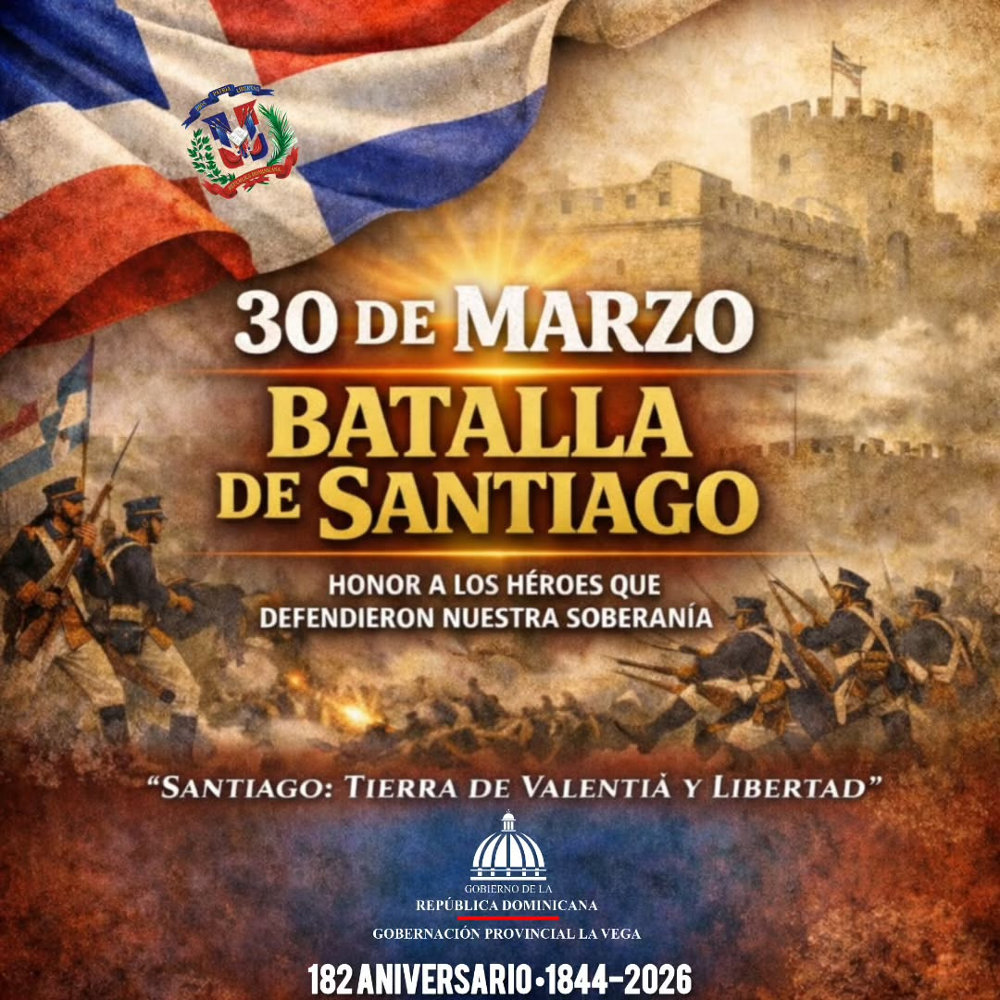 DIOS PATRIA LIBERTAD
REPÚBLICA DOMINICANA
30 DE MARZO
BATALLA
DE SANTIAGO
HONOR A LOS HÉROES QUE
DEFENDIERON NUESTRA SOBERANÍA
“SANTIAGO: TIERRA DE VALENTIÁ Y LIBERTAD”
GOBIERNO DE LA
REPÚBLICA DOMINICANA
GOBERNACIÓN PROVINCIAL LA VEGA
182 ANIVERSARIO•1844-2026